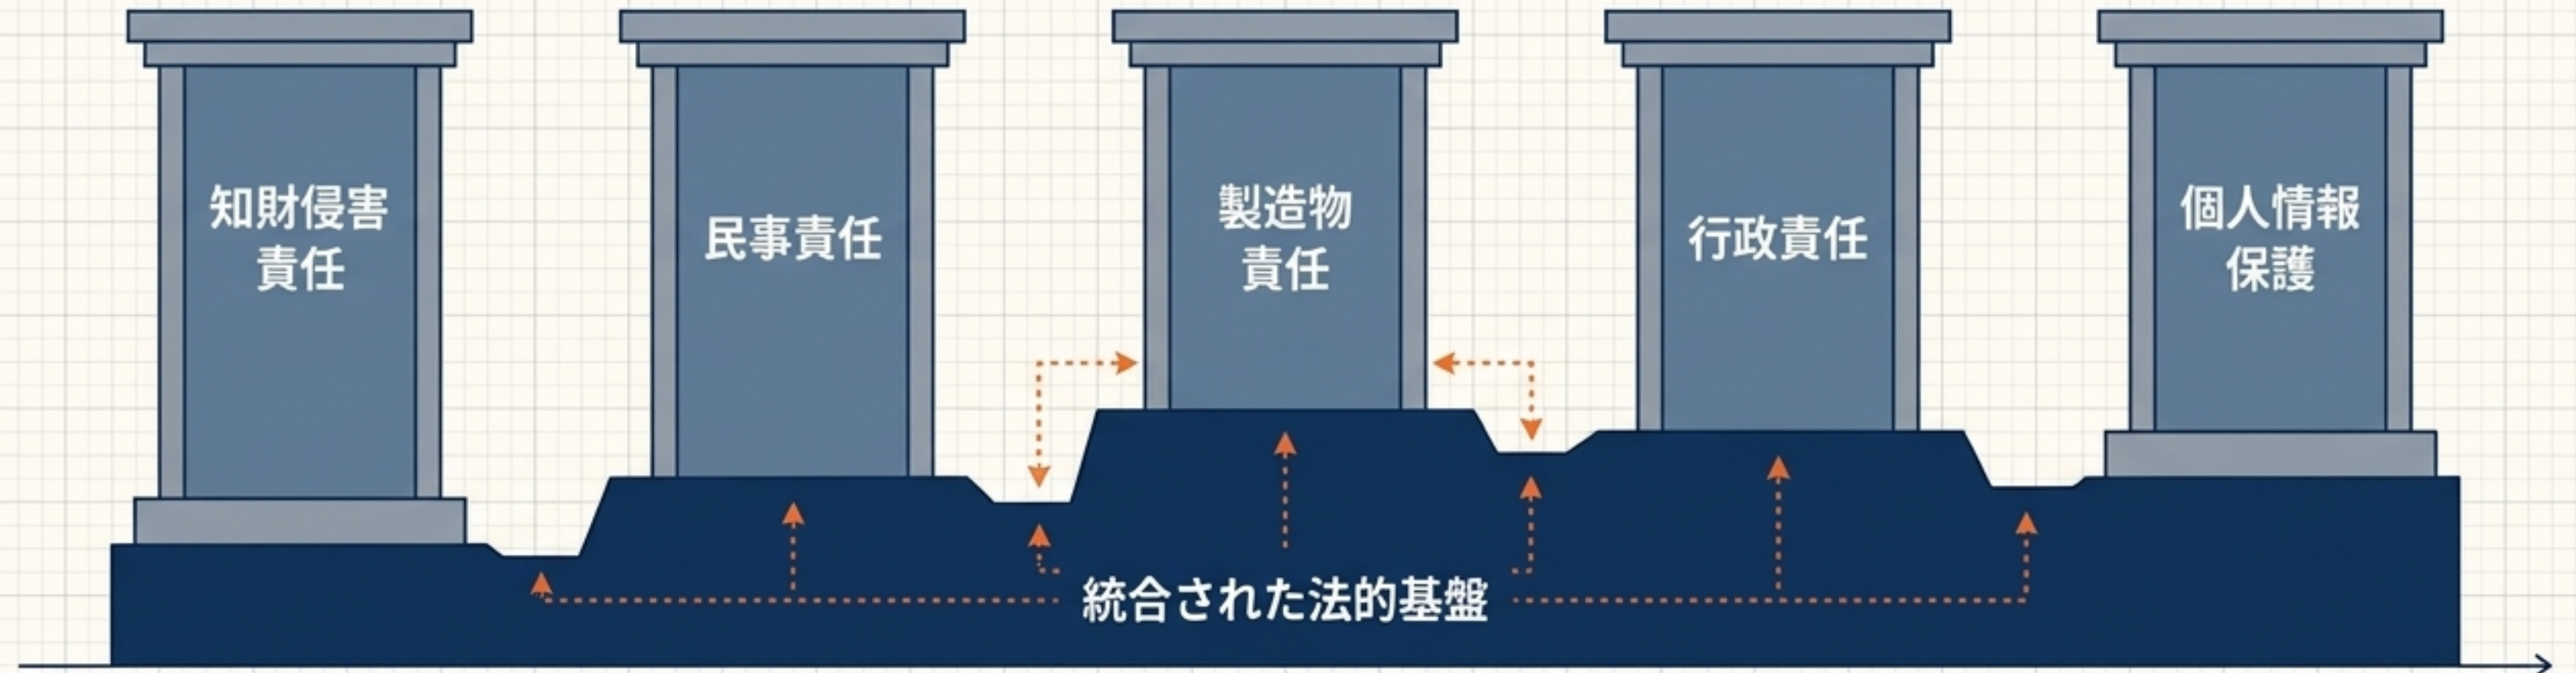 知財侵害
責任
民事責任
製造物
責任
行政責任
個人情報
保護
統合された法的基盤